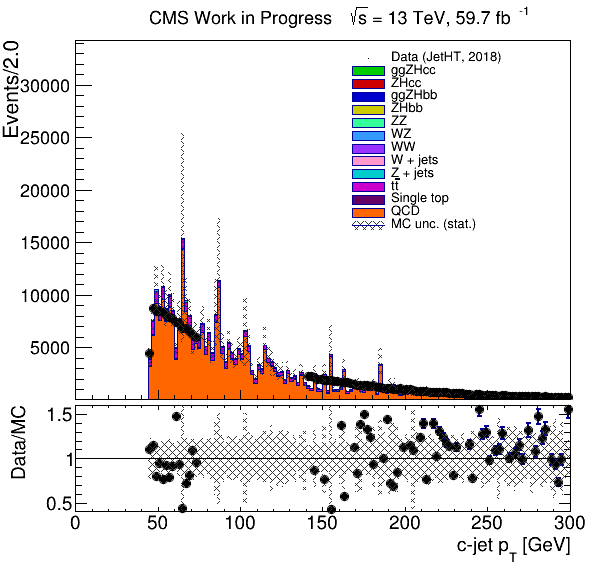 CMS Work in Progress √s = 13 TeV, 59.7 fb⁻¹
Events/2.0
30000
25000
20000
15000
10000
5000
Data (JetHT, 2018)
ggZHcc
ZHcc
ggZHbb
ZHbb
ZZ
WZ
WW
W + jets
Z + jets
tt̅
Single top
QCD
MC unc. (stat.)
Data/MC
1.5
1
0.5
0 50 100 150 200 250 300
c-jet p_T [GeV]